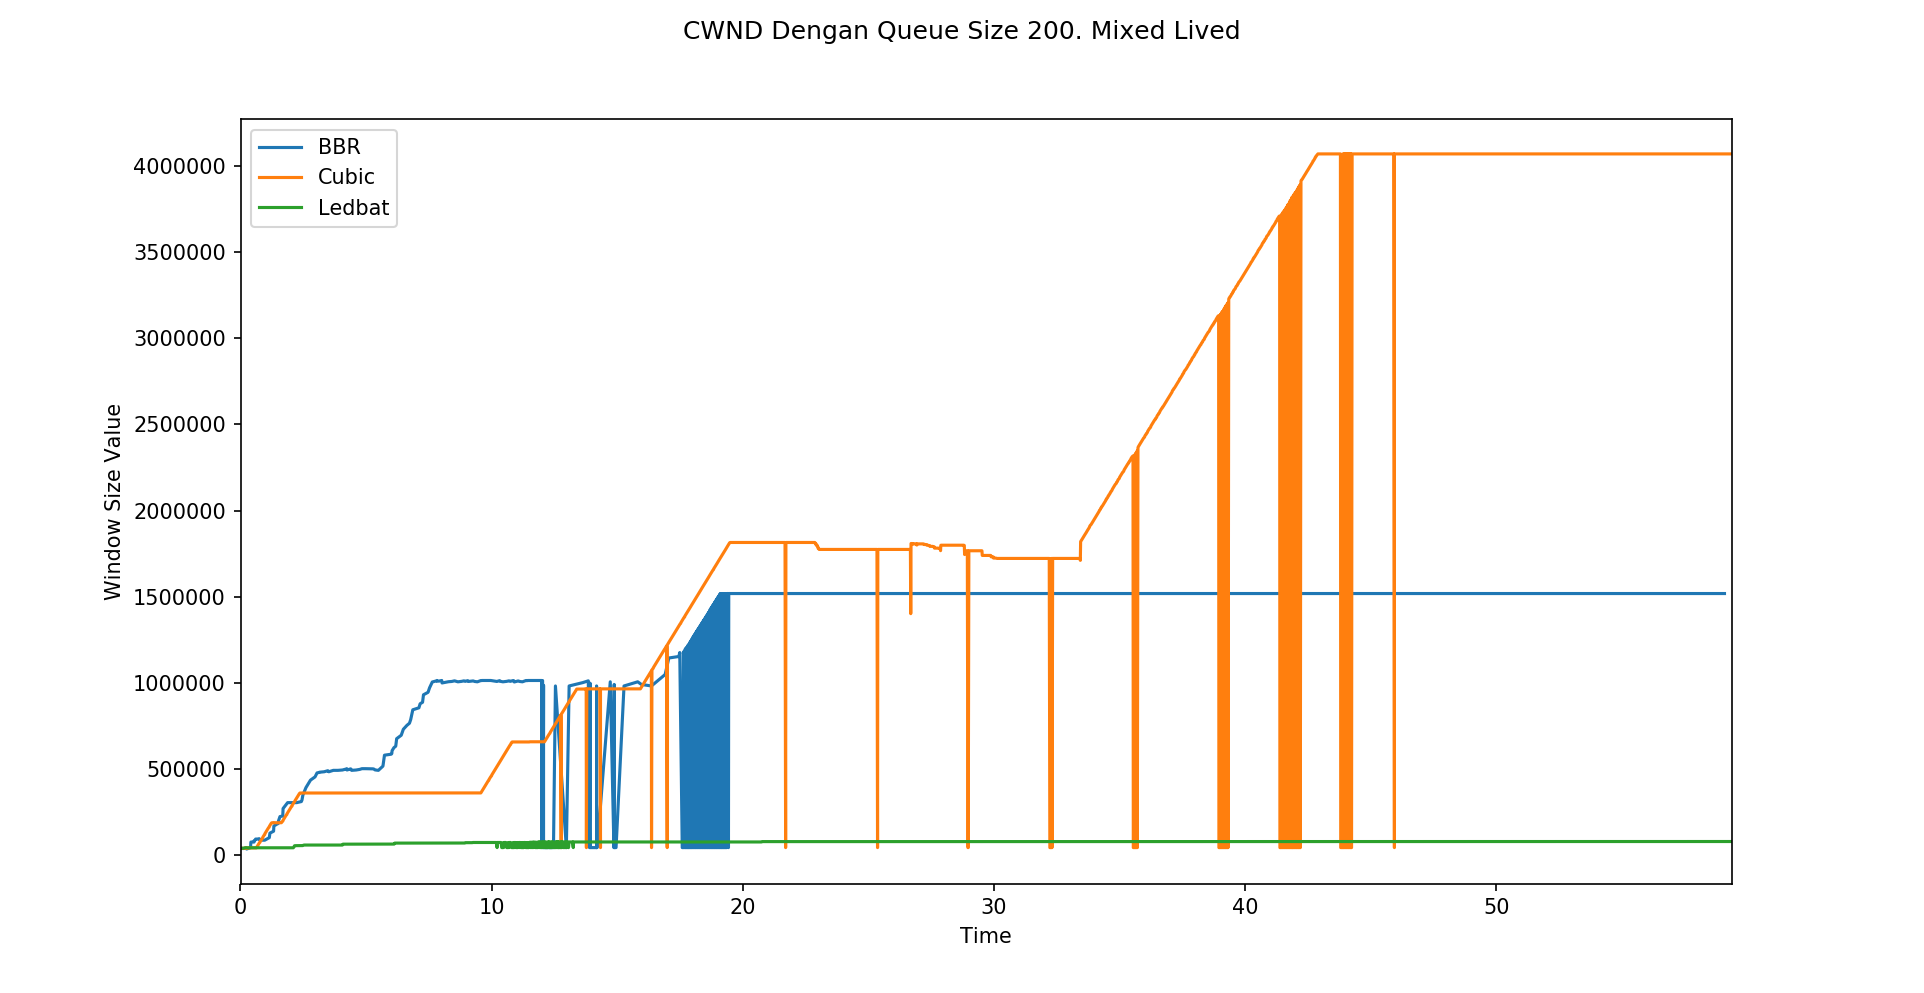 CWND Dengan Queue Size 200. Mixed Lived
BBR
Cubic
Ledbat
4000000
3500000
3000000
2500000
2000000
1500000
1000000
500000
0
Window Size Value
0 10 20 30 40 50
Time